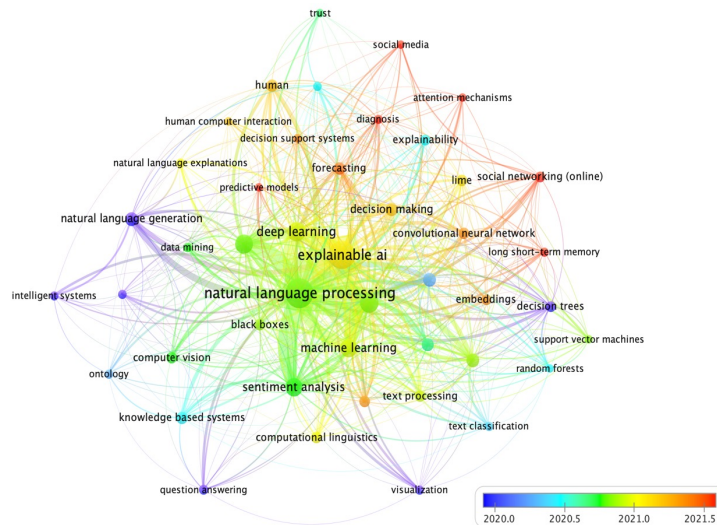 trust
social media
human
attention mechanisms
human computer interaction
diagnosis
decision support systems
explainability
natural language explanations
forecasting
lime
social networking (online)
predictive models
decision making
natural language generation
deep learning
convolutional neural network
data mining
explainable ai
long short-term memory
natural language processing
intelligent systems
embeddings
decision trees
black boxes
support vector machines
machine learning
computer vision
random forests
ontology
sentiment analysis
text processing
knowledge based systems
text classification
computational linguistics
question answering
visualization
2020.0 2020.5 2021.0 2021.5